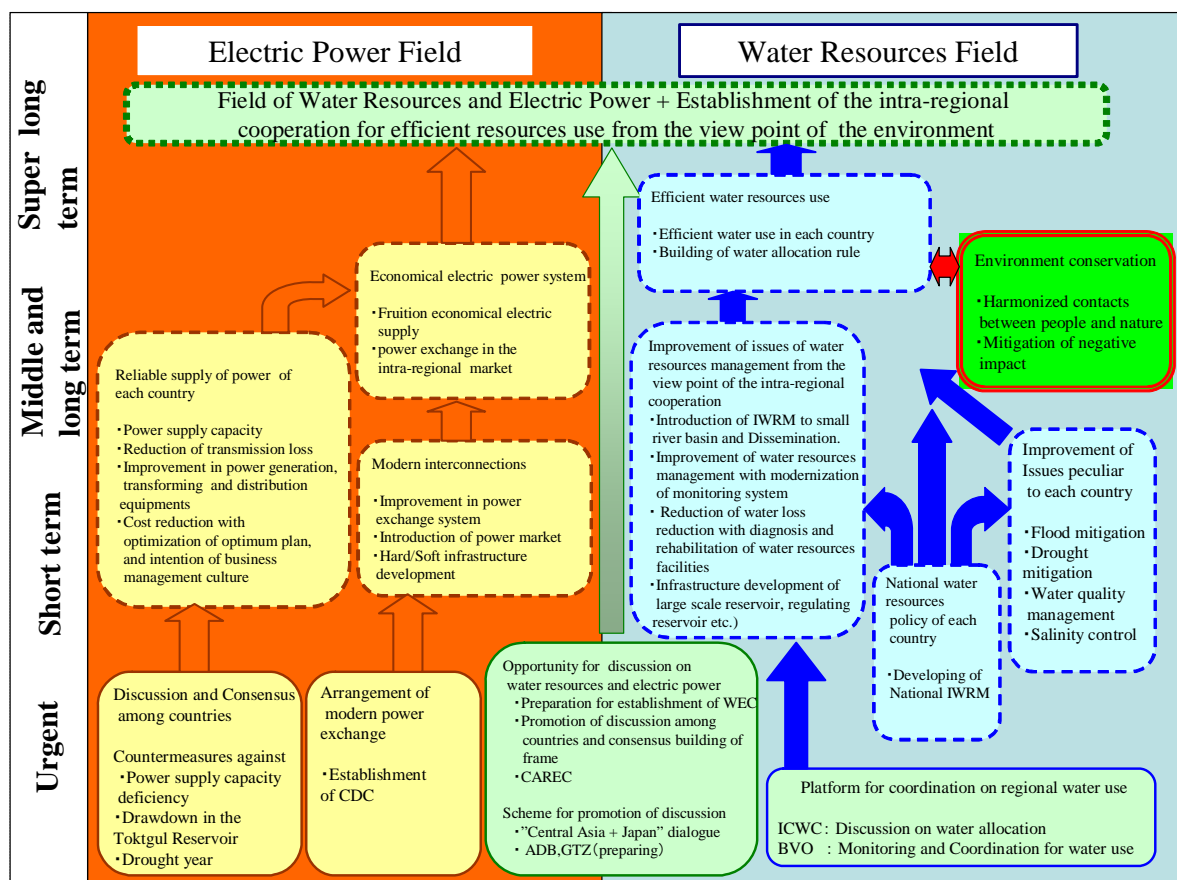 Electric Power Field
Water Resources Field
Super long
term
Middle and
long term
Short term
Urgent
Field of Water Resources and Electric Power + Establishment of the intra-regional
cooperation for efficient resources use from the view point of the environment
Economical electric power system
・Fruition economical electric
supply
・power exchange in the
intra-regional market
Reliable supply of power of
each country
・Power supply capacity
・Reduction of transmission loss
・Improvement in power generation,
transforming and distribution
equipments
・Cost reduction with
optimization of optimum plan,
and intention of business
management culture
Modern interconnections
・Improvement in power
exchange system
・Introduction of power market
・Hard/Soft infrastructure
development
Discussion and Consensus
among countries
Countermeasures against
・Power supply capacity
deficiency
・Drawdown in the
Toktgul Reservoir
・Drought year
Arrangement of
modern power
exchange
・Establishment
of CDC
Opportunity for discussion on
water resources and electric power
・Preparation for establishment of WEC
・Promotion of discussion among
countries and consensus building of
frame
・CAREC
Scheme for promotion of discussion
・”Central Asia + Japan” dialogue
・ ADB,GTZ(preparing)
Efficient water resources use
・Efficient water use in each country
・Building of water allocation rule
Environment conservation
・Harmonized contacts
between people and nature
・Mitigation of negative
impact
Improvement of issues of water
resources management from the
view point of the intra-regional
cooperation
・Introduction of IWRM to small
river basin and Dissemination.
・Improvement of water resources
management with modernization
of monitoring system
・ Reduction of water loss
reduction with diagnosis and
rehabilitation of water resources
facilities
・Infrastructure development of
large scale reservoir, regulating
reservoir etc.)
National water
resources
policy of each
country
・Developing of
National IWRM
Improvement of
Issues peculiar
to each country
・Flood mitigation
・Drought
mitigation
・Water quality
management
・Salinity control
Platform for coordination on regional water use
ICWC: Discussion on water allocation
BVO : Monitoring and Coordination for water use